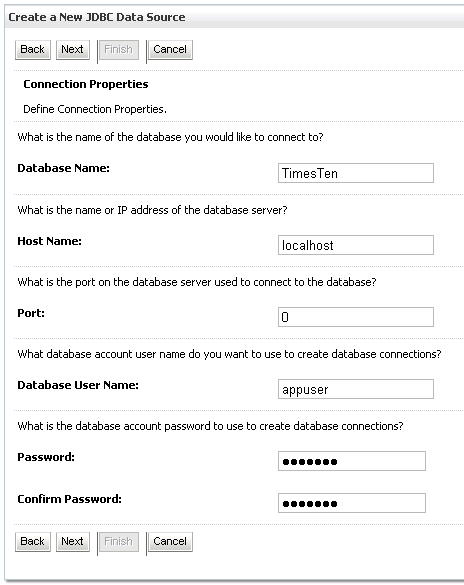 Create a New JDBC Data Source
Back Next Finish Cancel
Connection Properties
Define Connection Properties.
What is the name of the database you would like to connect to?
Database Name: TimesTen
What is the name or IP address of the database server?
Host Name: localhost
What is the port on the database server used to connect to the database?
Port: 0
What database account user name do you want to use to create database connections?
Database User Name: appuser
What is the database account password to use to create database connections?
Password: ●●●●●●●
Confirm Password: ●●●●●●●
Back Next Finish Cancel